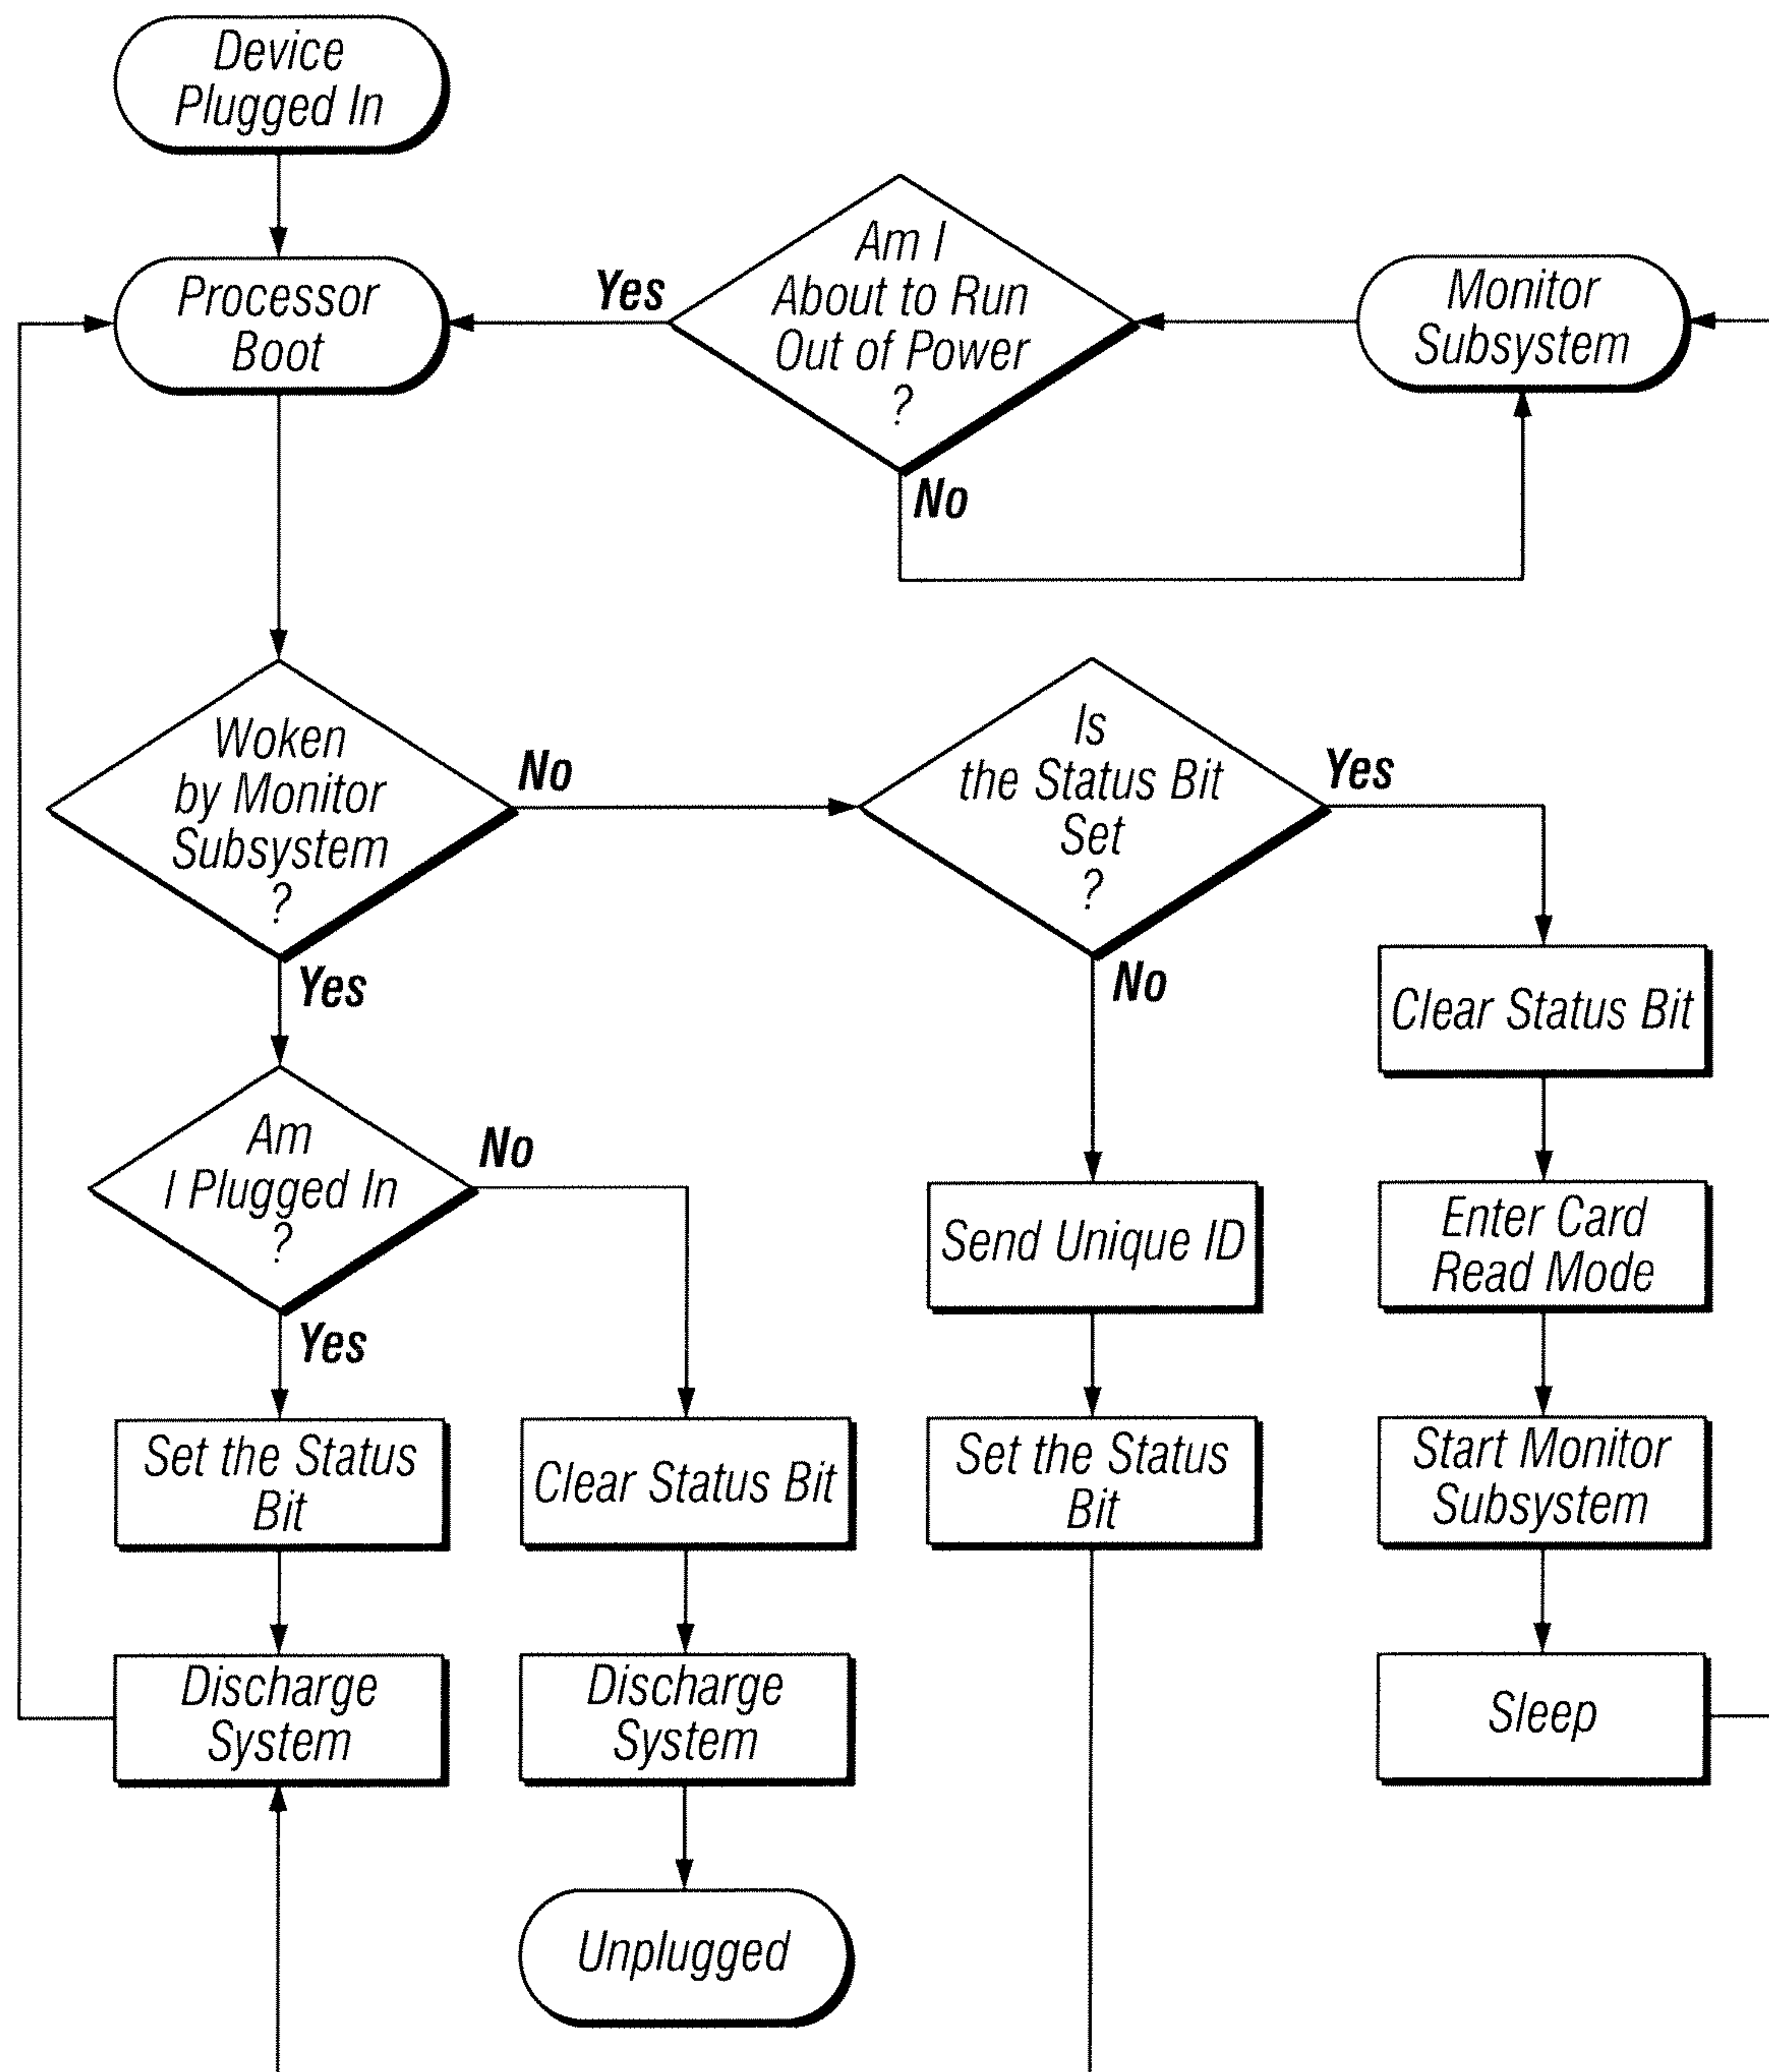 Device
Plugged In
Processor
Boot
Yes
Am I
About to Run
Out of Power
?
No
Monitor
Subsystem
Woken
by Monitor
Subsystem
?
No
Yes
Is
the Status Bit
Set
?
Yes
No
Clear Status Bit
Am
I Plugged In
?
No
Yes
Send Unique ID
Enter Card
Read Mode
Set the Status
Bit
Clear Status Bit
Set the Status
Bit
Start Monitor
Subsystem
Discharge
System
Discharge
System
Sleep
Unplugged